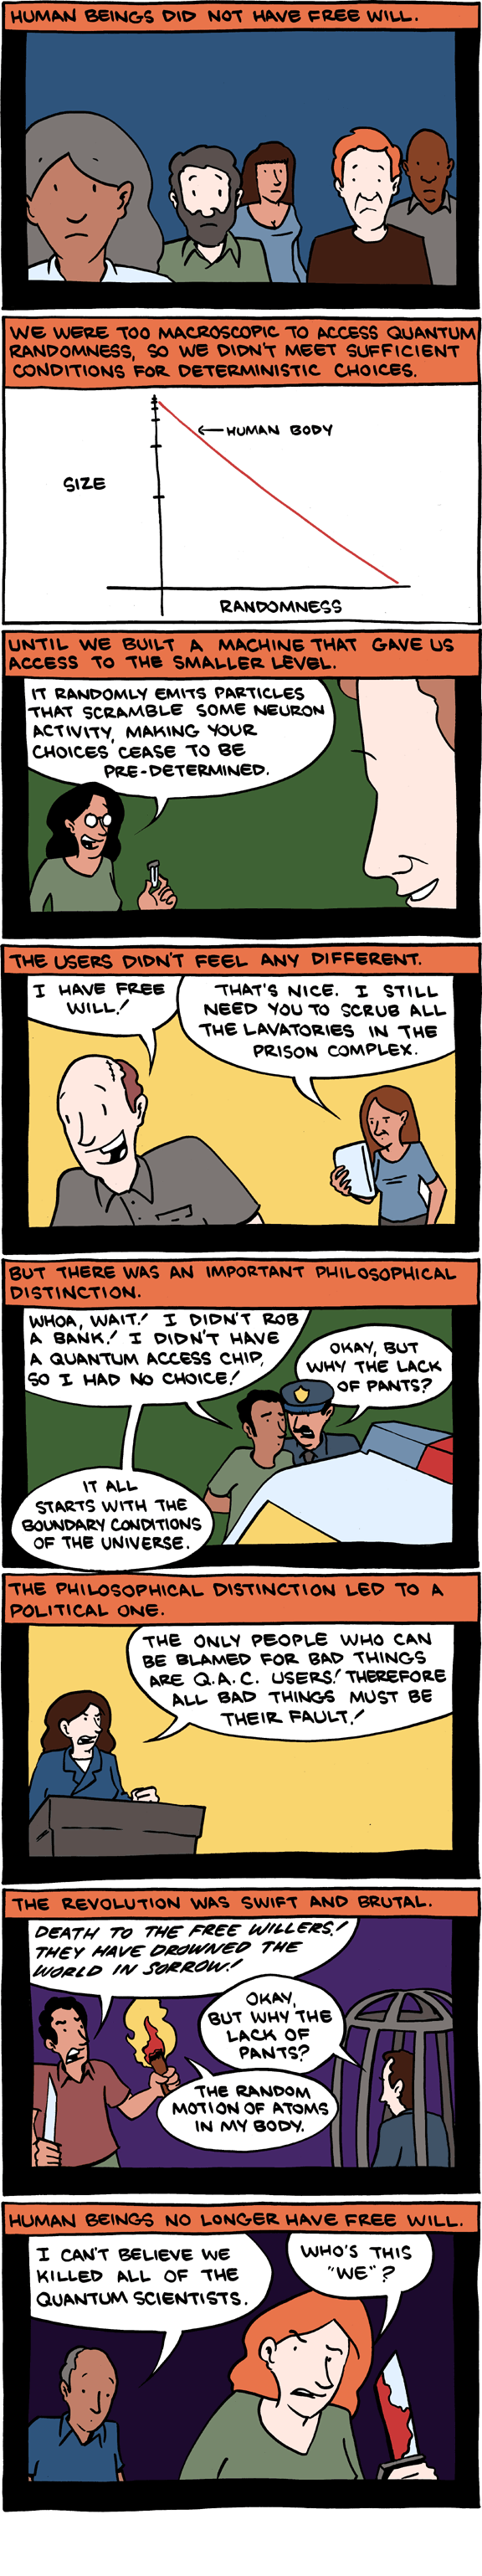 HUMAN BEINGS DID NOT HAVE FREE WILL.
WE WERE TOO MACROSCOPIC TO ACCESS QUANTUM
RANDOMNESS, SO WE DIDN'T MEET SUFFICIENT
CONDITIONS FOR DETERMINISTIC CHOICES.
HUMAN BODY
SIZE
RANDOMNESS
UNTIL WE BUILT A MACHINE THAT GAVE US
ACCESS TO THE SMALLER LEVEL.
IT RANDOMLY EMITS PARTICLES
THAT SCRAMBLE SOME NEURON
ACTIVITY, MAKING YOUR
CHOICES CEASE TO BE
PRE-DETERMINED.
THE USERS DIDN'T FEEL ANY DIFFERENT.
I HAVE FREE
WILL!
THAT'S NICE. I STILL
NEED YOU TO SCRUB ALL
THE LAVATORIES IN THE
PRISON COMPLEX.
BUT THERE WAS AN IMPORTANT PHILOSOPHICAL
DISTINCTION.
WHOA, WAIT! I DIDN'T ROB
A BANK! I DIDN'T HAVE
A QUANTUM ACCESS CHIP,
SO I HAD NO CHOICE!
OKAY, BUT
WHY THE LACK
OF PANTS?
IT ALL
STARTS WITH THE
BOUNDARY CONDITIONS
OF THE UNIVERSE.
THE PHILOSOPHICAL DISTINCTION LED TO A
POLITICAL ONE.
THE ONLY PEOPLE WHO CAN
BE BLAMED FOR BAD THINGS
ARE Q.A.C. USERS! THEREFORE
ALL BAD THINGS MUST BE
THEIR FAULT!
THE REVOLUTION WAS SWIFT AND BRUTAL.
DEATH TO THE FREE WILLERS!
THEY HAVE DROWNED THE
WORLD IN SORROW!
OKAY,
BUT WHY THE
LACK OF
PANTS?
THE RANDOM
MOTION OF ATOMS
IN MY BODY.
HUMAN BEINGS NO LONGER HAVE FREE WILL.
I CAN'T BELIEVE WE
KILLED ALL OF THE
QUANTUM SCIENTISTS.
WHO'S THIS
"WE"?